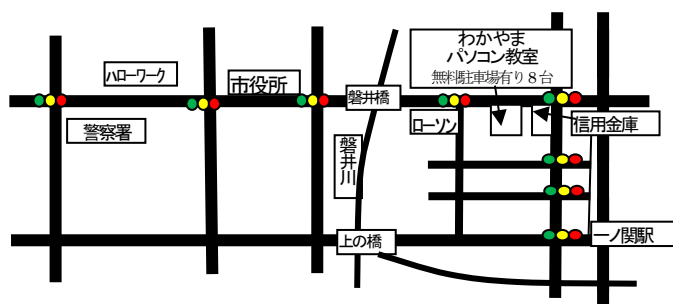 わかやま
パソコン教室
無料駐車場有り8台
ハローワーク
市役所
磐井橋
ローソン
信用金庫
警察署
磐井川
上の橋
一ノ関駅